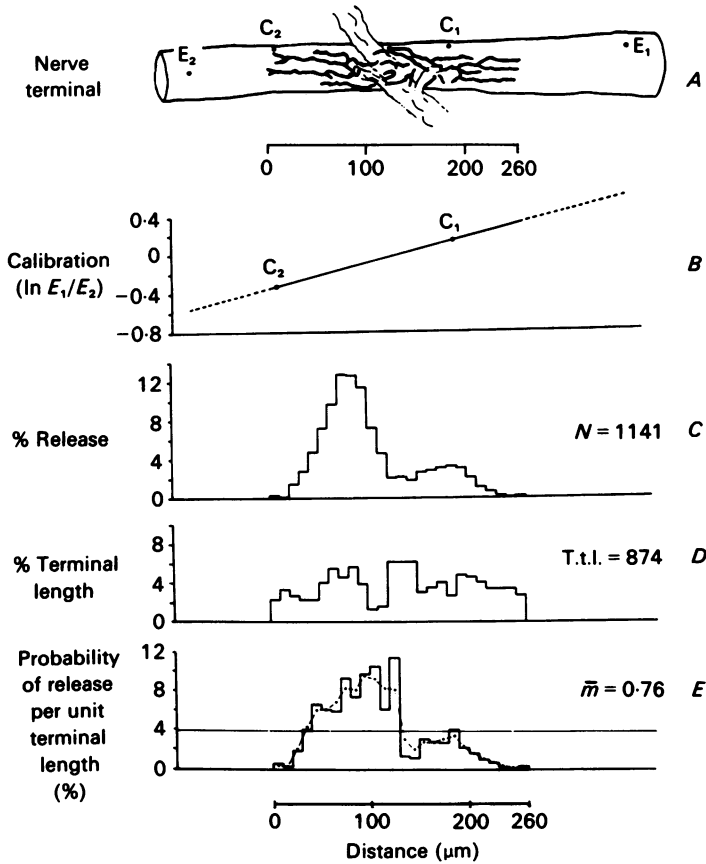 C₂
C₁
E₂
E₁
Nerve
terminal
A
0 100 200 260
0·4
0
−0·4
−0·8
Calibration
(ln E₁/E₂)
C₂
C₁
B
12
8
4
0
% Release
N = 1141
C
8
4
0
% Terminal
length
T.t.l. = 874
D
12
8
4
0
Probability
of release
per unit
terminal
length
(%)
m̄ = 0·76
E
0 100 200 260
Distance (μm)